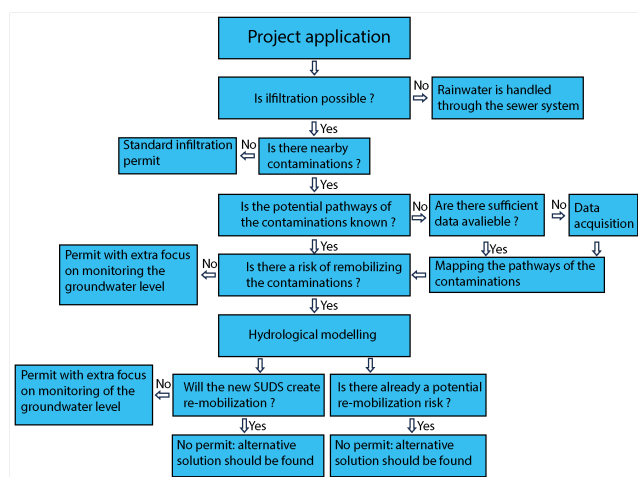 Project application
Is ilfiltration possible ?
No
Rainwater is handled
through the sewer system
Yes
Standard infiltration
permit
No
Is there nearby
contaminations ?
Yes
Is the potential pathways of
the contaminations known ?
No
Are there sufficient
data avalieble ?
No
Data
acquisition
Yes
Yes
Permit with extra focus
on monitoring the
groundwater level
No
Is there a risk of remobilizing
the contaminations ?
Mapping the pathways of the
contaminations
Yes
Hydrological modelling
Permit with extra focus
on monitoring of the
groundwater level
No
Will the new SUDS create
re-mobilization ?
Is there already a potential
re-mobilization risk ?
Yes
Yes
No permit: alternative
solution should be found
No permit: alternative
solution should be found